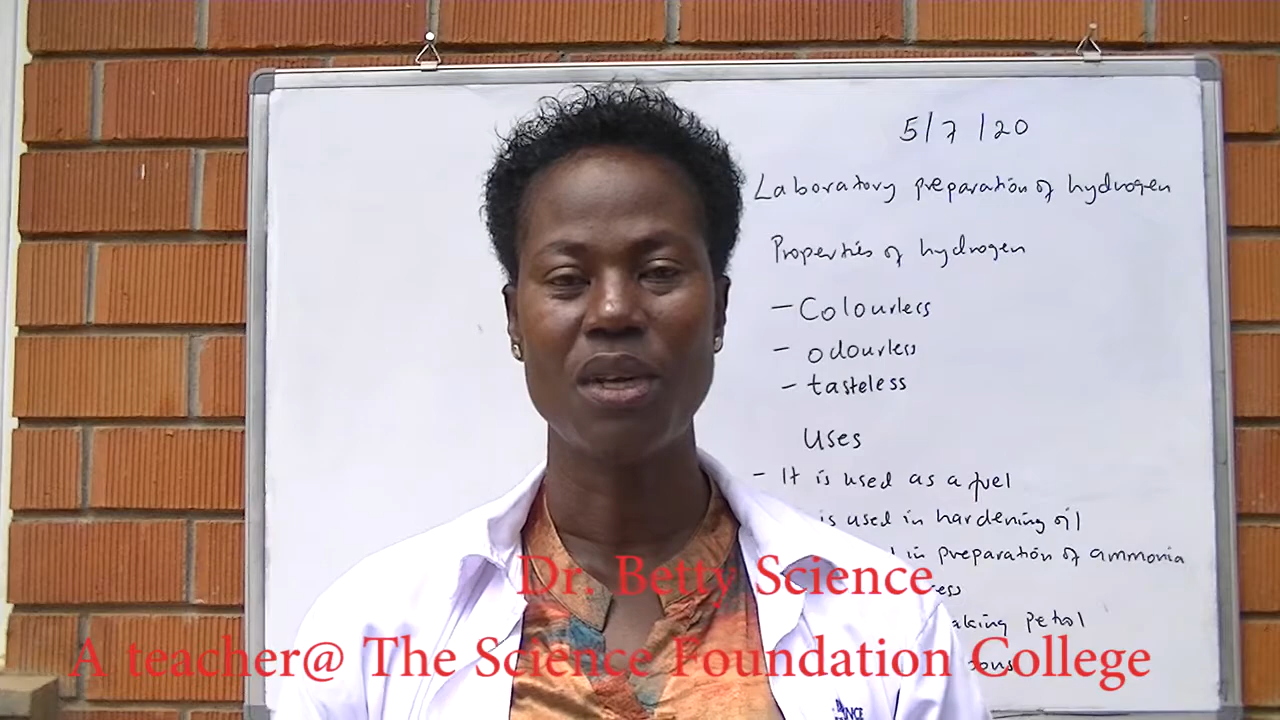 5/7/20
Laboratory preparation of hydrogen
Properties of hydrogen
- Colourless
- odourless
- tasteless
Uses
- It is used as a fuel
is used in hardening oil
in preparation of ammonia
Dr. Betty Science
petrol
A teacher@ The Science Foundation College